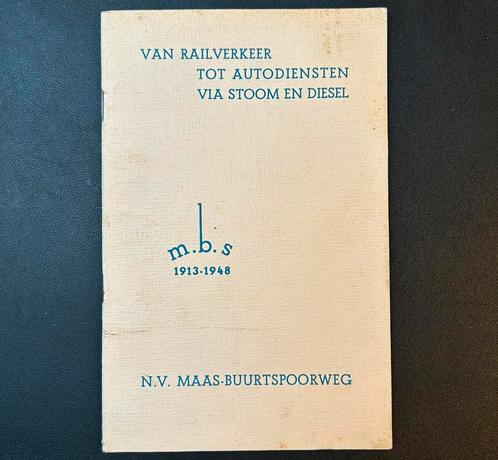 VAN RAILVERKEER
TOT AUTODIENSTEN
VIA STOOM EN DIESEL
m.b.s
1913-1948
N.V. MAAS-BUURTSPOORWEG